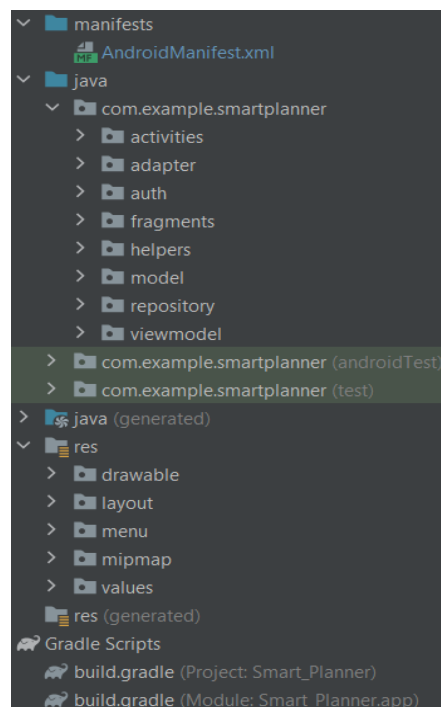 manifests
MF AndroidManifest.xml
java
com.example.smartplanner
activities
adapter
auth
fragments
helpers
model
repository
viewmodel
com.example.smartplanner (androidTest)
com.example.smartplanner (test)
java (generated)
res
drawable
layout
menu
mipmap
values
res (generated)
Gradle Scripts
build.gradle (Project: Smart_Planner)
build.gradle (Module: Smart_Planner.app)